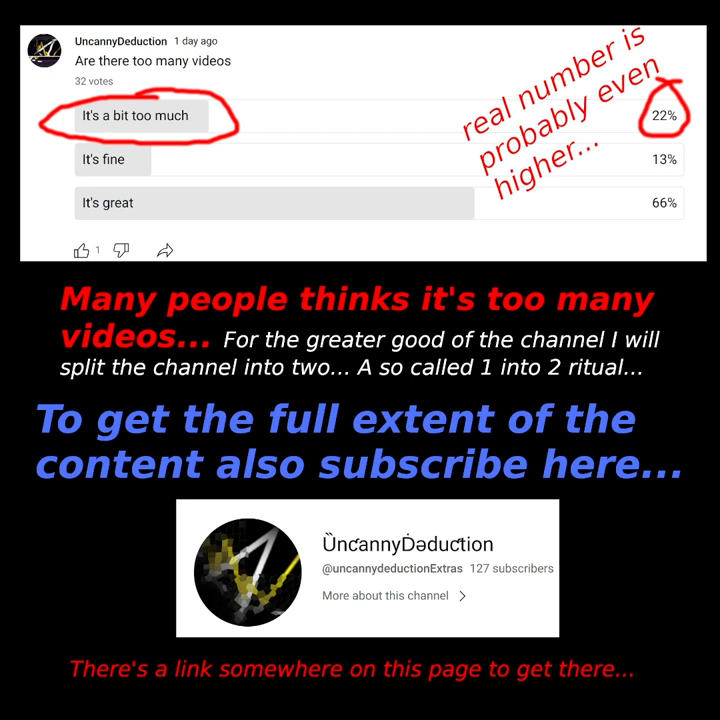 UncannyDeduction 1 day ago
Are there too many videos
32 votes
It's a bit too much 22%
It's fine 13%
It's great 66%
1
real number is
probably even
higher...
Many people thinks it's too many
videos... For the greater good of the channel I will
split the channel into two... A so called 1 into 2 ritual...
To get the full extent of the
content also subscribe here...
ȔnƈannyḊəduƈtion
@uncannydeductionExtras 127 subscribers
More about this channel >
There's a link somewhere on this page to get there...